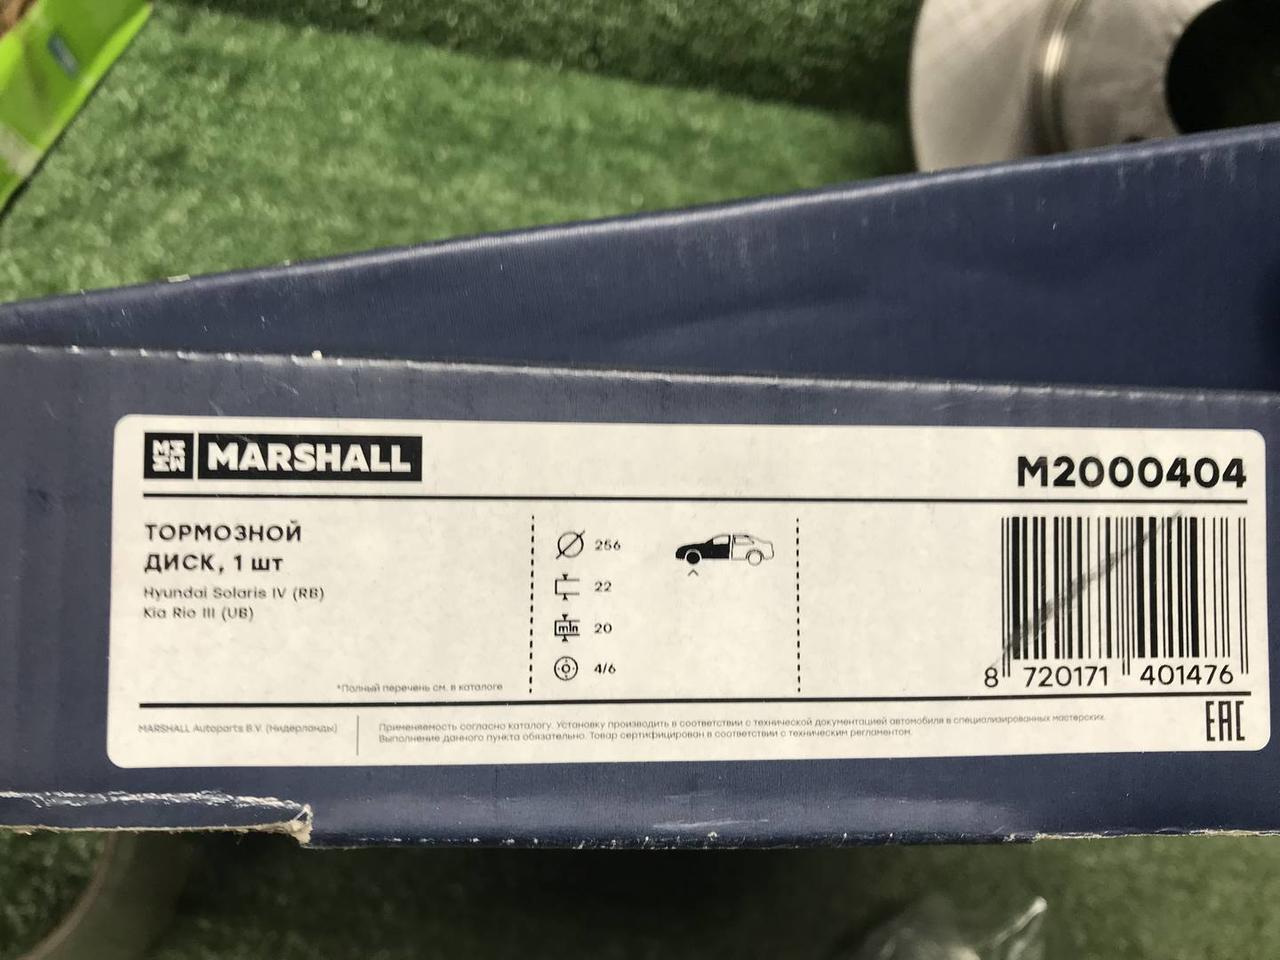 MARSHALL
M2000404
ТОРМОЗНОЙ
ДИСК, 1 шт
Hyundai Solaris IV (RB)
Kia Rio III (UB)
*Полный перечень см. в каталоге
256
22
min 20
4/6
8 720171 401476
MARSHALL Autoparts B.V. (Нидерланды)
Применяемость согласно каталогу. Установку производить в соответствии с технической документацией автомобиля в специализированных мастерских.
Выполнение данного пункта обязательно. Товар сертифицирован в соответствии с техническим регламентом.
EAC